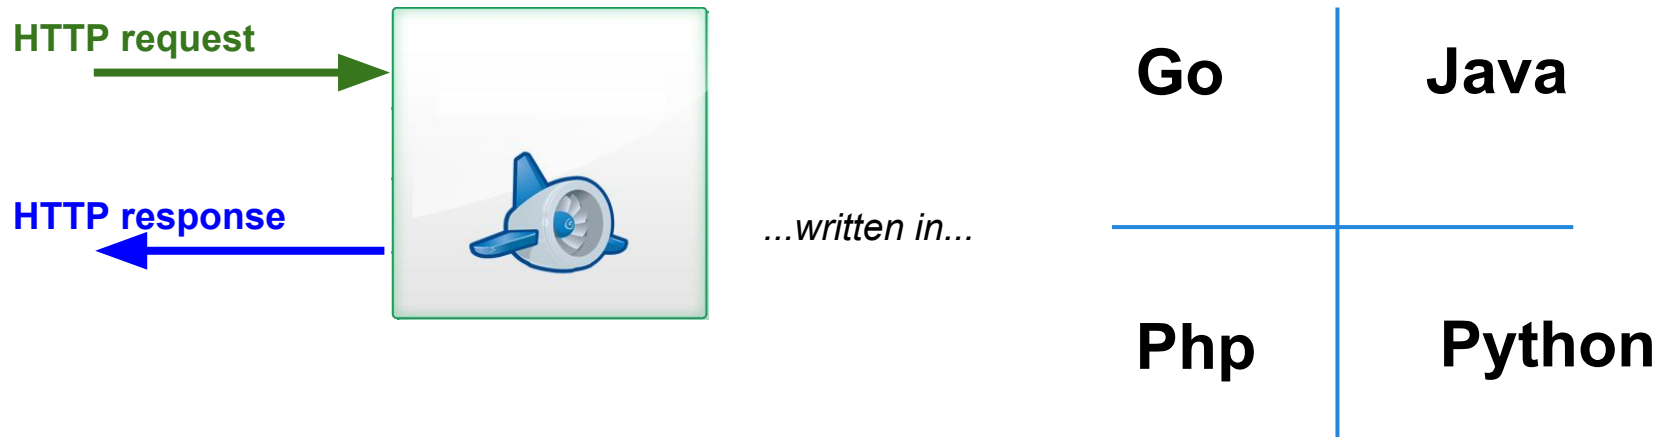 HTTP request
HTTP response
...written in...
Go
Java
Php
Python